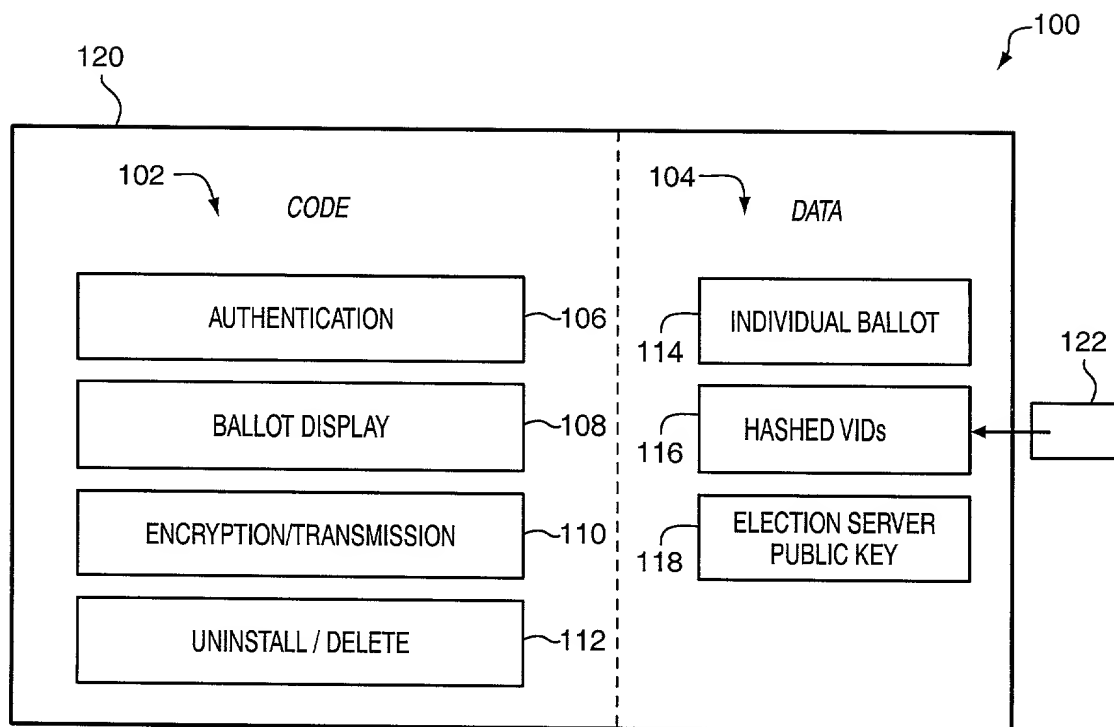 100
120
102
CODE
104
DATA
AUTHENTICATION
106
114
INDIVIDUAL BALLOT
122
BALLOT DISPLAY
108
116
HASHED VIDs
ENCRYPTION/TRANSMISSION
110
118
ELECTION SERVER
PUBLIC KEY
UNINSTALL / DELETE
112